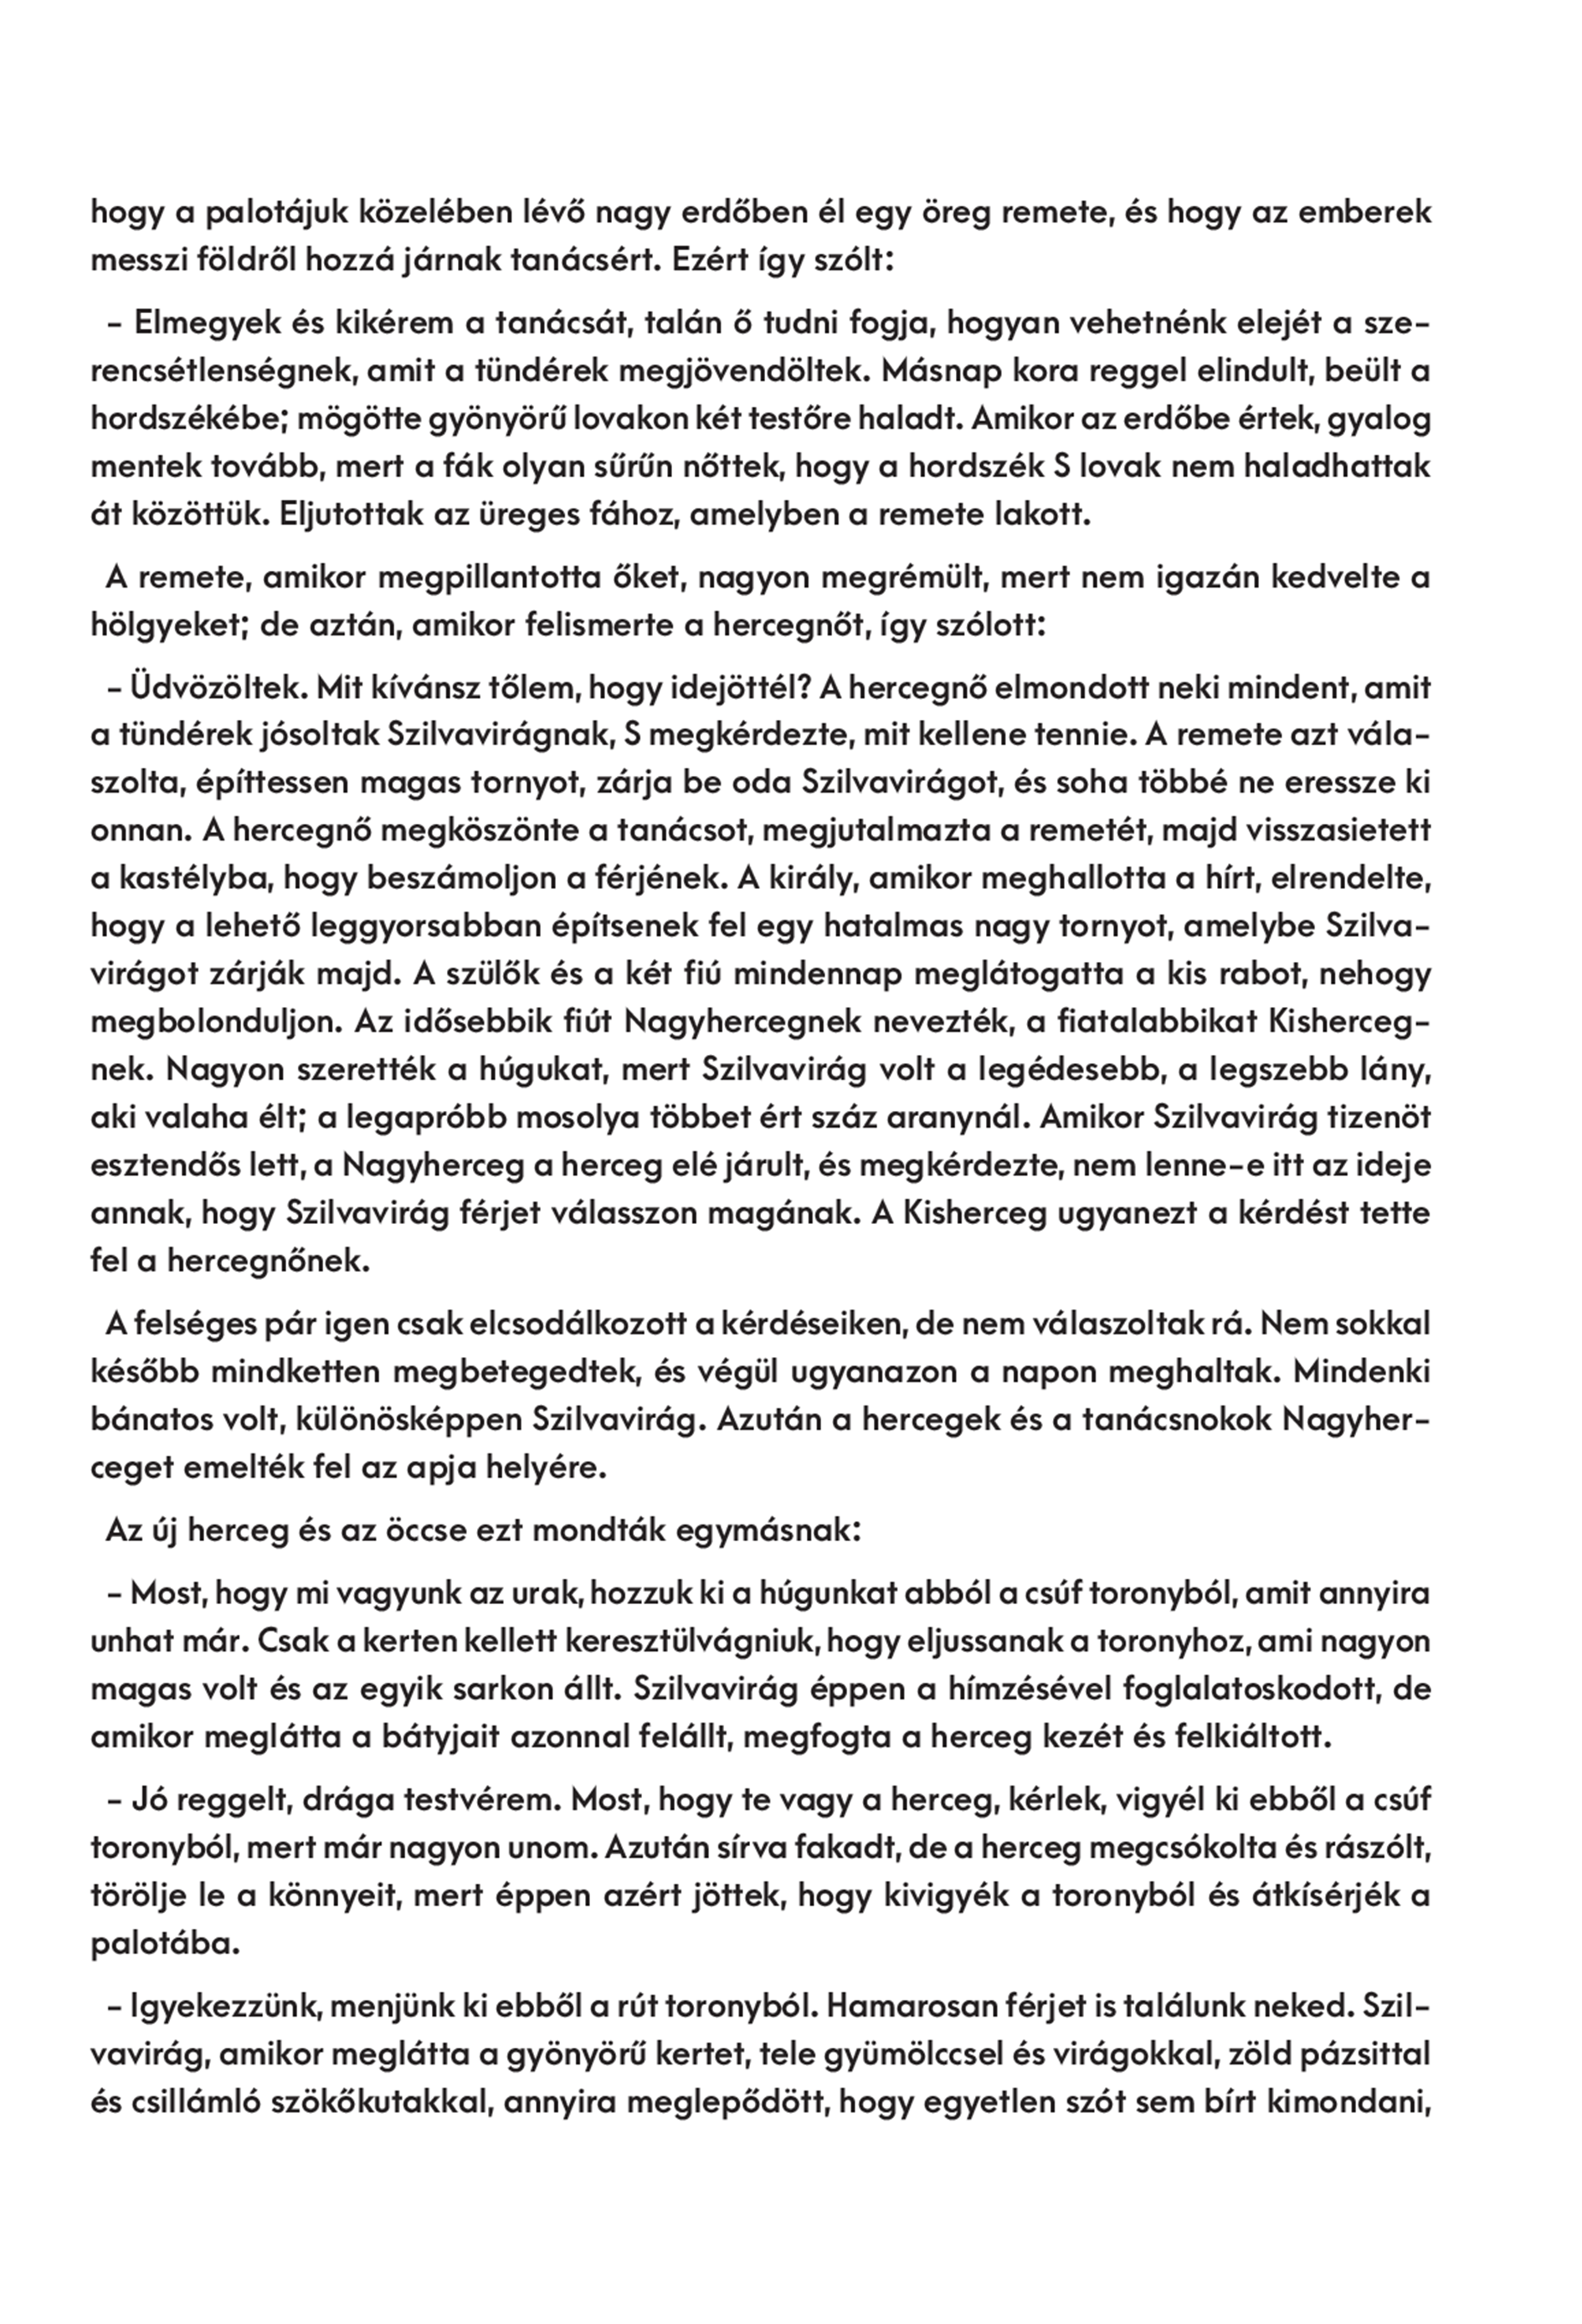 hogy a palotájuk közelében lévő nagy erdőben él egy öreg remete, és hogy az emberek
messzi földről hozzá járnak tanácsért. Ezért így szólt:
– Elmegyek és kikérem a tanácsát, talán ő tudni fogja, hogyan vehetnénk elejét a sze-
rencsétlenségnek, amit a tündérek megjövendöltek. Másnap kora reggel elindult, beült a
hordszékébe; mögötte gyönyörű lovakon két testőre haladt. Amikor az erdőbe értek, gyalog
mentek tovább, mert a fák olyan sűrűn nőttek, hogy a hordszék S lovak nem haladhattak
át közöttük. Eljutottak az üreges fához, amelyben a remete lakott.
A remete, amikor megpillantotta őket, nagyon megrémült, mert nem igazán kedvelte a
hölgyeket; de aztán, amikor felismerte a hercegnőt, így szólott:
– Üdvözöltek. Mit kívánsz tőlem, hogy idejöttél? A hercegnő elmondott neki mindent, amit
a tündérek jósoltak Szilvavirágnak, S megkérdezte, mit kellene tennie. A remete azt vála-
szolta, építtessen magas tornyot, zárja be oda Szilvavirágot, és soha többé ne eressze ki
onnan. A hercegnő megköszönte a tanácsot, megjutalmazta a remetét, majd visszasietett
a kastélyba, hogy beszámoljon a férjének. A király, amikor meghallotta a hírt, elrendelte,
hogy a lehető leggyorsabban építsenek fel egy hatalmas nagy tornyot, amelybe Szilva-
virágot zárják majd. A szülők és a két fiú mindennap meglátogatta a kis rabot, nehogy
megbolonduljon. Az idősebbik fiút Nagyhercegnek nevezték, a fiatalabbikat Kisherceg-
nek. Nagyon szerették a húgukat, mert Szilvavirág volt a legédesebb, a legszebb lány,
aki valaha élt; a legapróbb mosolya többet ért száz aranynál. Amikor Szilvavirág tizenöt
esztendős lett, a Nagyherceg a herceg elé járult, és megkérdezte, nem lenne-e itt az ideje
annak, hogy Szilvavirág férjet válasszon magának. A Kisherceg ugyanezt a kérdést tette
fel a hercegnőnek.
A felséges pár igen csak elcsodálkozott a kérdéseiken, de nem válaszoltak rá. Nem sokkal
később mindketten megbetegedtek, és végül ugyanazon a napon meghaltak. Mindenki
bánatos volt, különösképpen Szilvavirág. Azután a hercegek és a tanácsnokok Nagyher-
ceget emelték fel az apja helyére.
Az új herceg és az öccse ezt mondták egymásnak:
– Most, hogy mi vagyunk az urak, hozzuk ki a húgunkat abból a csúf toronyból, amit annyira
unhat már. Csak a kerten kellett keresztülvágniuk, hogy eljussanak a toronyhoz, ami nagyon
magas volt és az egyik sarkon állt. Szilvavirág éppen a hímzésével foglalatoskodott, de
amikor meglátta a bátyjait azonnal felállt, megfogta a herceg kezét és felkiáltott.
– Jó reggelt, drága testvérem. Most, hogy te vagy a herceg, kérlek, vigyél ki ebből a csúf
toronyból, mert már nagyon unom. Azután sírva fakadt, de a herceg megcsókolta és rászólt,
törölje le a könnyeit, mert éppen azért jöttek, hogy kivigyék a toronyból és átkísérjék a
palotába.
– Igyekezzünk, menjünk ki ebből a rút toronyból. Hamarosan férjet is találunk neked. Szil-
vavirág, amikor meglátta a gyönyörű kertet, tele gyümölccsel és virágokkal, zöld pázsittal
és csillámló szökőkutakkal, annyira meglepődött, hogy egyetlen szót sem bírt kimondani,